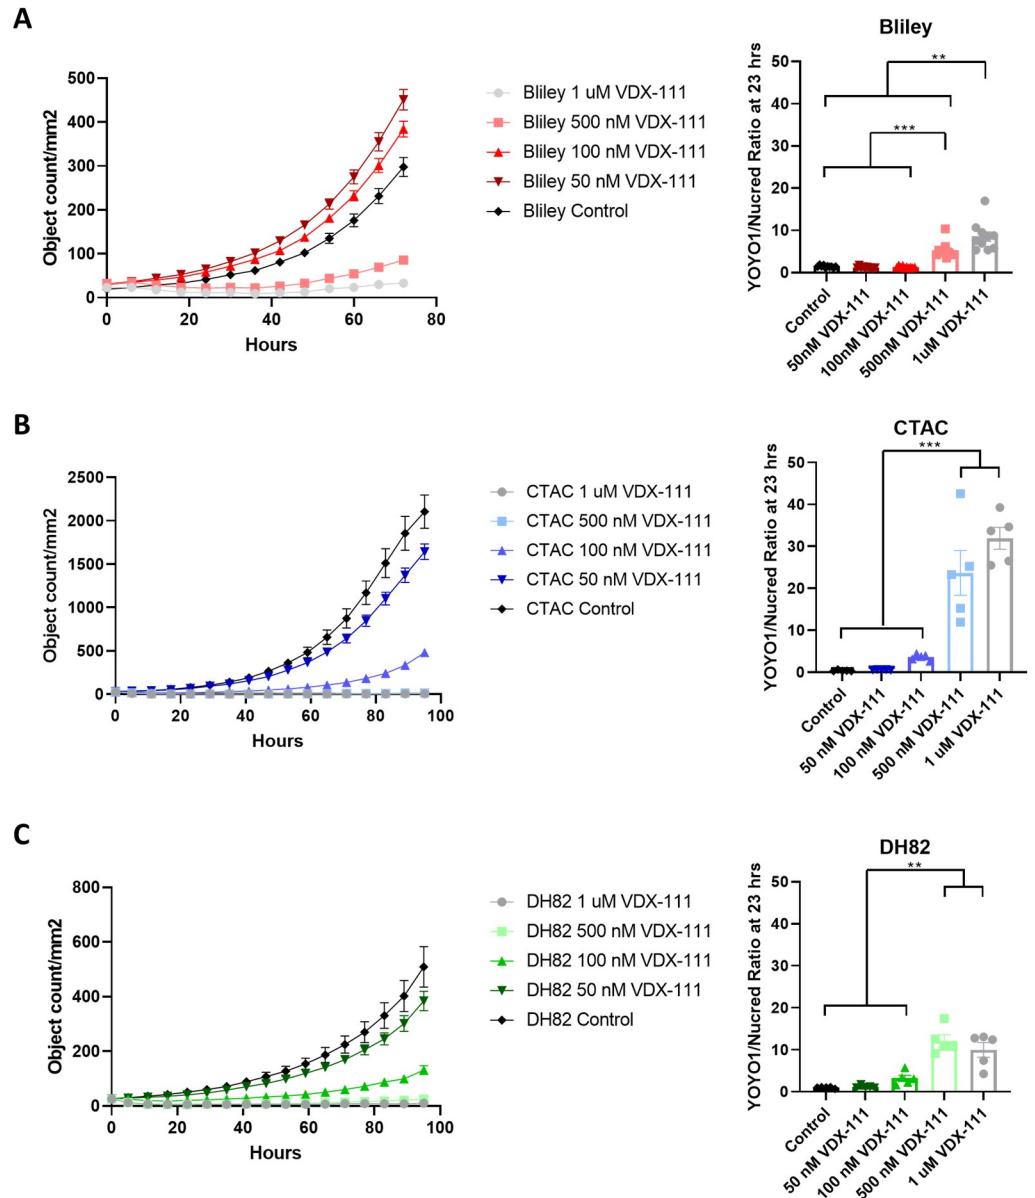 A
Object count/mm2
500
400
300
200
100
0
0 20 40 60 80
Hours
Bliley 1 uM VDX-111
Bliley 500 nM VDX-111
Bliley 100 nM VDX-111
Bliley 50 nM VDX-111
Bliley Control
Bliley
YOYO1/Nucred Ratio at 23 hrs
50
40
30
20
10
0
**
***
Control
50nM VDX-111
100nM VDX-111
500nM VDX-111
1uM VDX-111
B
Object count/mm2
2500
2000
1500
1000
500
0
0 20 40 60 80 100
Hours
CTAC 1 uM VDX-111
CTAC 500 nM VDX-111
CTAC 100 nM VDX-111
CTAC 50 nM VDX-111
CTAC Control
CTAC
YOYO1/Nucred Ratio at 23 hrs
50
40
30
20
10
0
***
Control
50 nM VDX-111
100 nM VDX-111
500 nM VDX-111
1 uM VDX-111
C
Object count/mm2
800
600
400
200
0
0 20 40 60 80 100
Hours
DH82 1 uM VDX-111
DH82 500 nM VDX-111
DH82 100 nM VDX-111
DH82 50 nM VDX-111
DH82 Control
DH82
YOYO1/Nucred Ratio at 23 hrs
50
40
30
20
10
0
**
Control
50 nM VDX-111
100 nM VDX-111
500 nM VDX-111
1 uM VDX-111